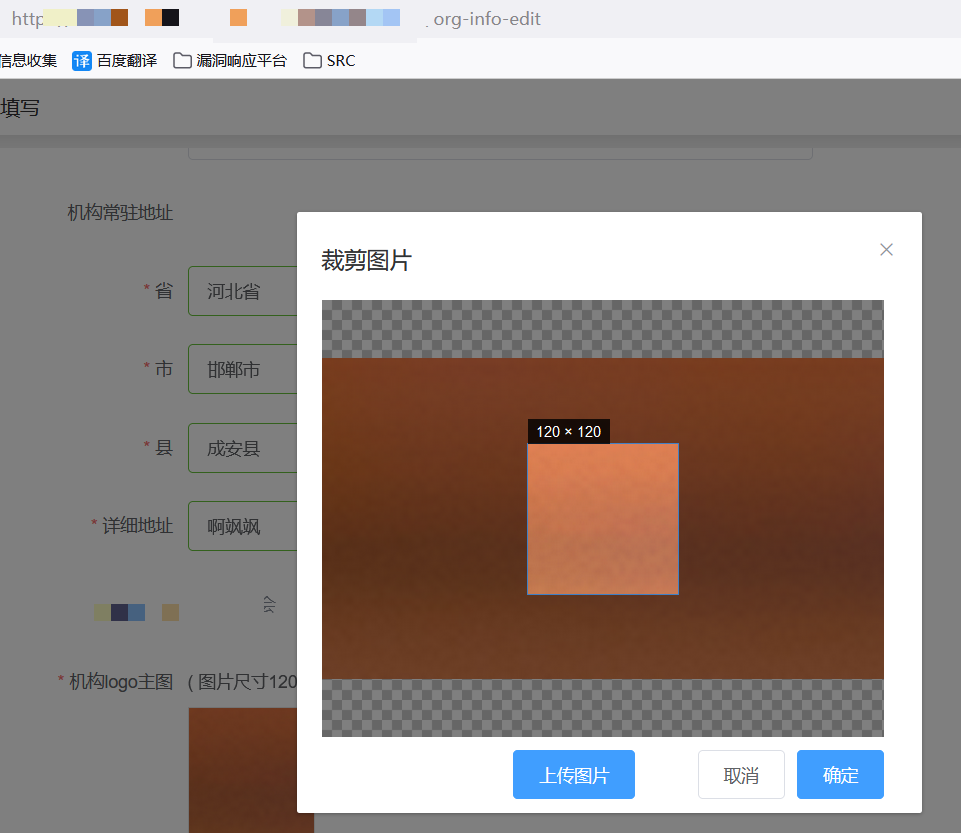 http
org-info-edit
信息收集 译 百度翻译 漏洞响应平台 SRC
填写
机构常驻地址
裁剪图片
* 省 河北省
* 市 邯郸市
120 × 120
* 县 成安县
* 详细地址 啊飒飒
* 机构logo主图 ( 图片尺寸120
上传图片 取消 确定